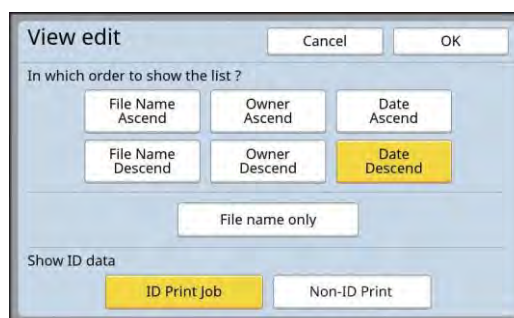 View edit
Cancel
OK
In which order to show the list ?
File Name
Ascend
Owner
Ascend
Date
Ascend
File Name
Descend
Owner
Descend
Date
Descend
File name only
Show ID data
ID Print Job
Non-ID Print